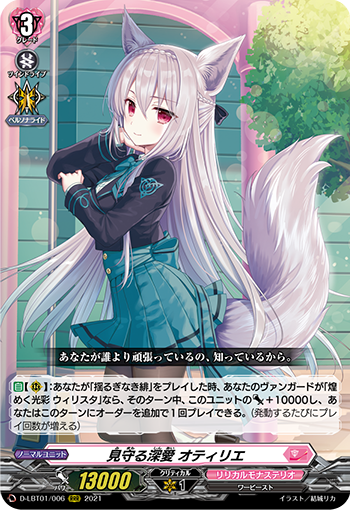 3
グレード
ツインドライブ
ペルソナライド
あなたが誰より頑張っているの、知っているから。
:あなたが「揺るぎなき緋」をプレイした時、あなたのヴァンガードが「煌
めく光彩 ウィリスタ」なら、そのターン中、このユニットの+10000し、あ
なたはこのターンにオーダーを追加で1回プレイできる。(発動するたびにプ
レイ回数が増える)
ノーマルユニット
見守る深愛 オティリエ
リリカルモナステリオ
パワー 13000
クリティカル 1
ワービースト
D-LBT01/006 RRR 2021
イラスト/結城リカ